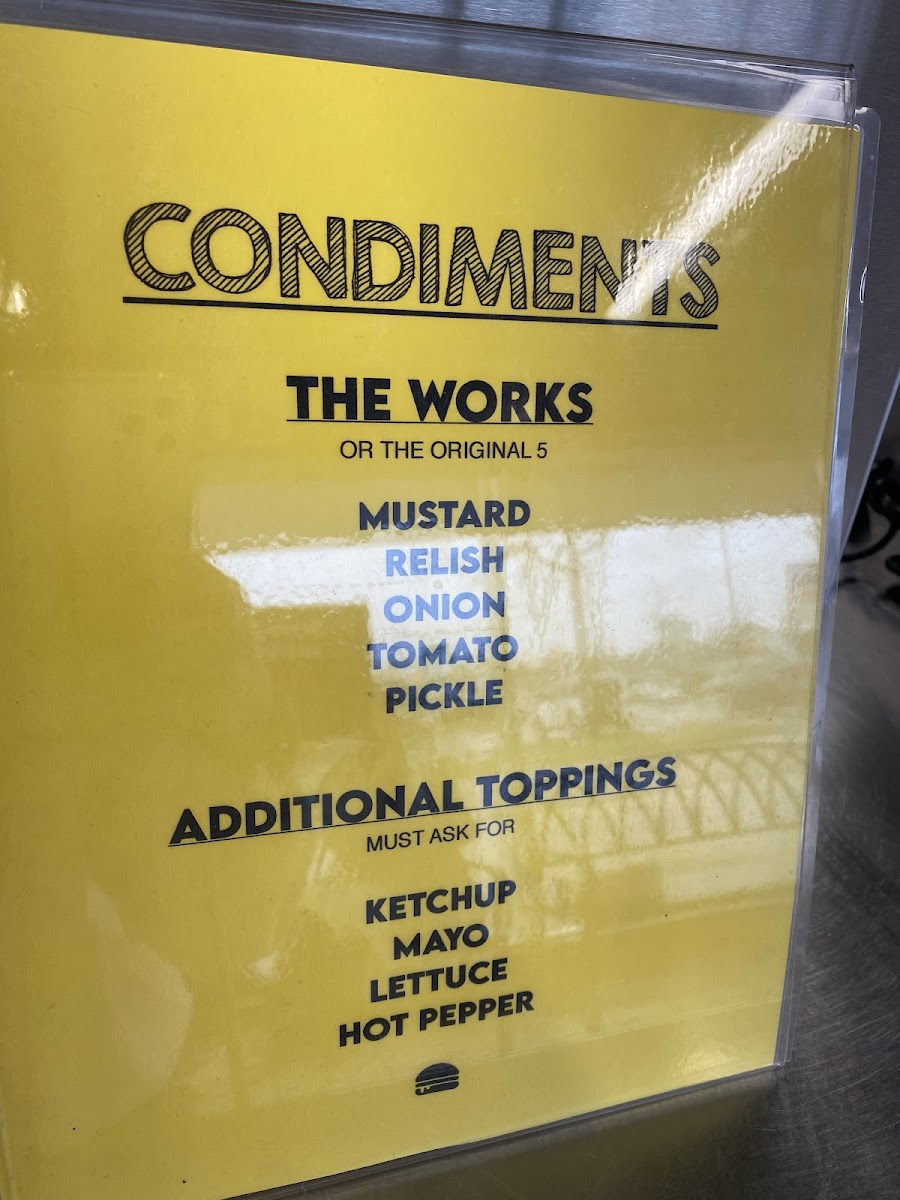 CONDIMENTS
THE WORKS
OR THE ORIGINAL 5
MUSTARD
RELISH
ONION
TOMATO
PICKLE
ADDITIONAL TOPPINGS
MUST ASK FOR
KETCHUP
MAYO
LETTUCE
HOT PEPPER